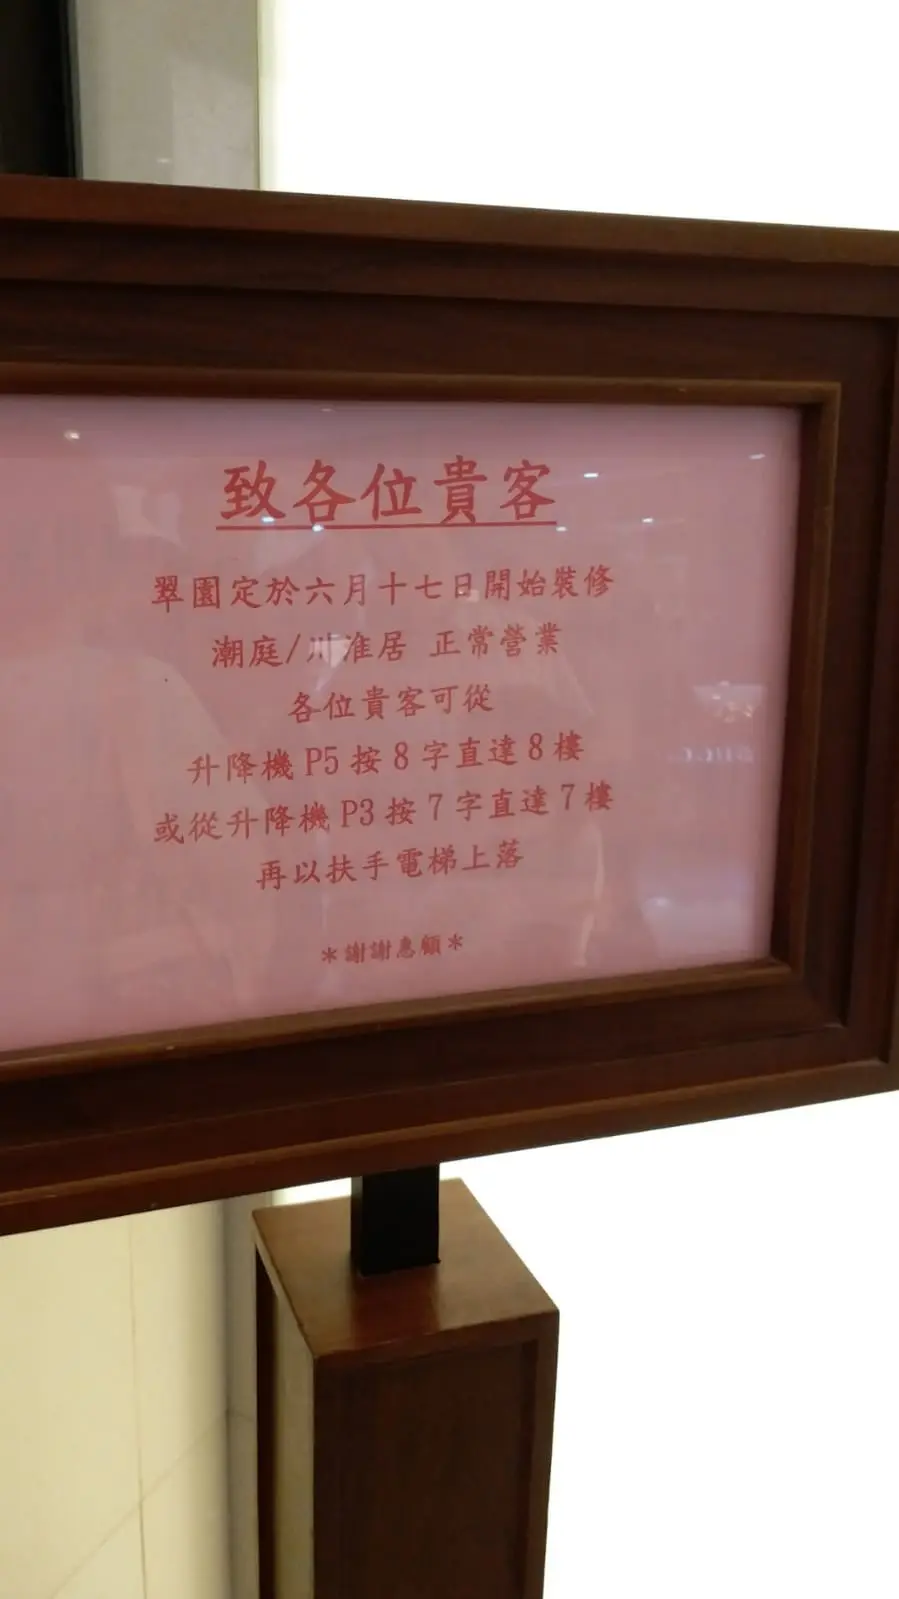 致各位貴客
翠園定於六月十七日開始裝修
潮庭/川淮居 正常營業
各位貴客可從
升降機 P5 按 8 字直達 8 樓
或從升降機 P3 按 7 字直達 7 樓
再以扶手電梯上落
＊謝謝惠顧＊